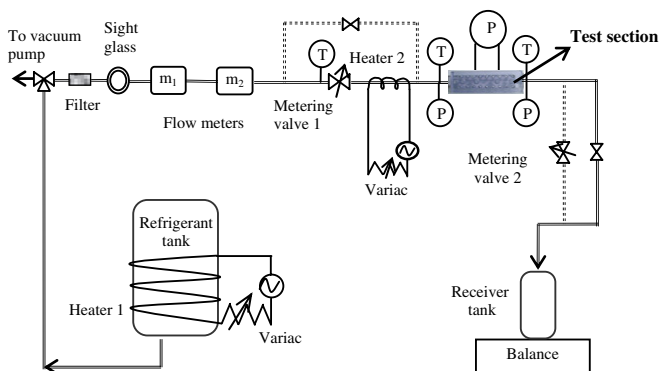 To vacuum
pump
Sight
glass
Filter
m1
m2
Flow meters
T
Metering
valve 1
Heater 2
Variac
T
P
P
T
P
Test section
Metering
valve 2
Refrigerant
tank
Heater 1
Variac
Receiver
tank
Balance